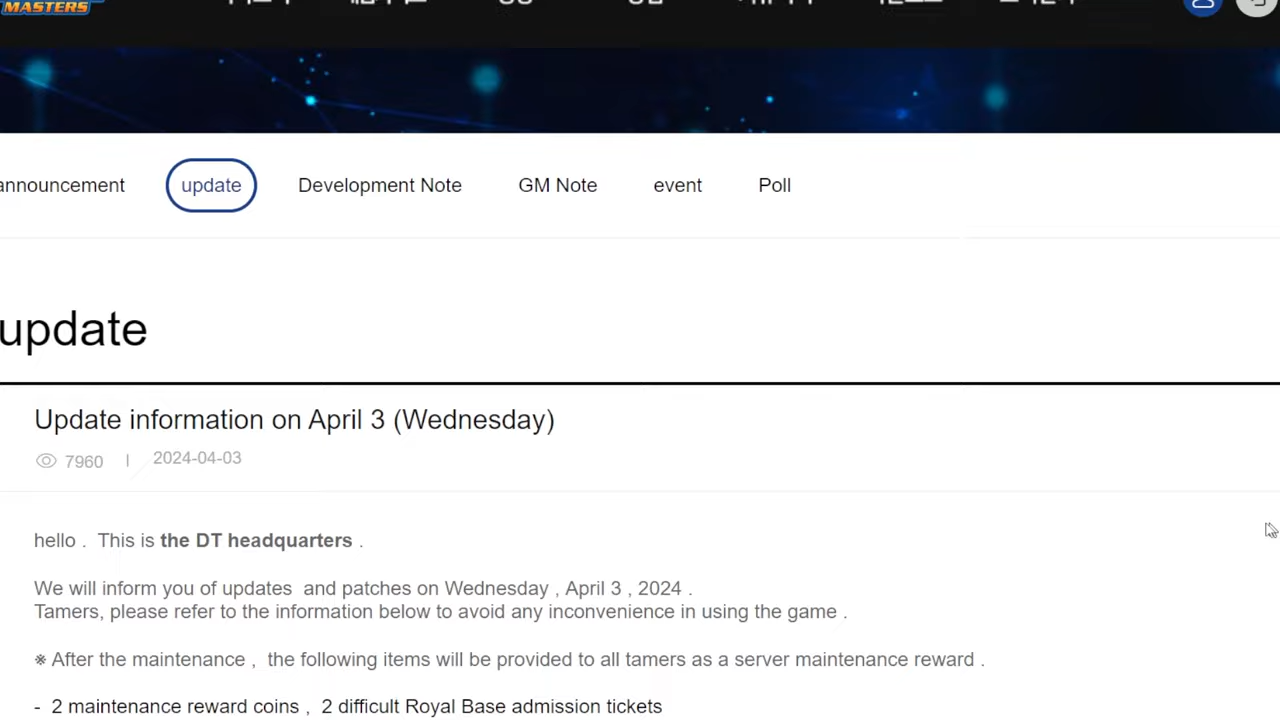 MASTERS
announcement update Development Note GM Note event Poll
update
Update information on April 3 (Wednesday)
7960 | 2024-04-03
hello . This is the DT headquarters .
We will inform you of updates and patches on Wednesday , April 3 , 2024 .
Tamers, please refer to the information below to avoid any inconvenience in using the game .
※ After the maintenance , the following items will be provided to all tamers as a server maintenance reward .
- 2 maintenance reward coins , 2 difficult Royal Base admission tickets